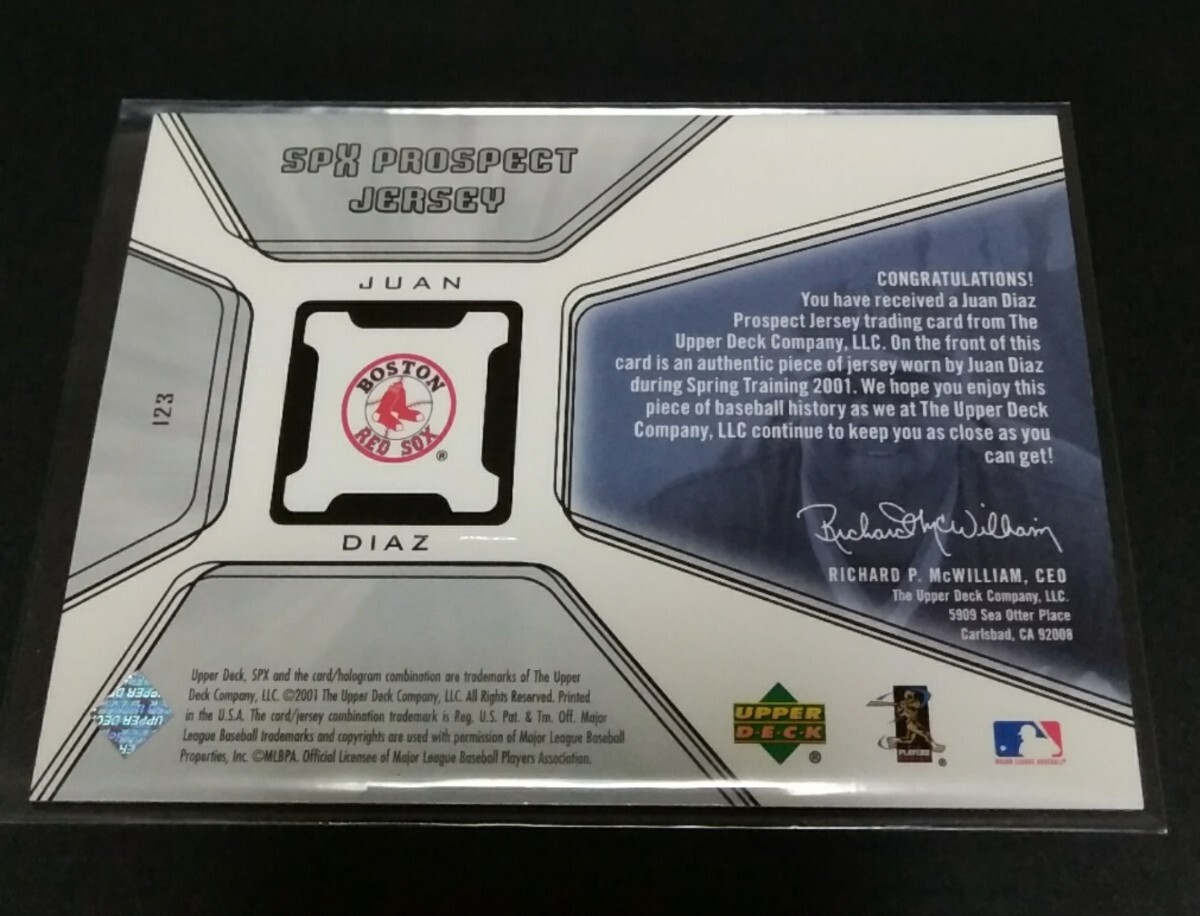 SPX PROSPECT
JERSEY
JUAN
BOSTON
RED SOX
®
DIAZ
123
CONGRATULATIONS!
You have received a Juan Diaz
Prospect Jersey trading card from The
Upper Deck Company, LLC. On the front of this
card is an authentic piece of jersey worn by Juan Diaz
during Spring Training 2001. We hope you enjoy this
piece of baseball history as we at The Upper Deck
Company, LLC continue to keep you as close as you
can get!
Richard McWilliam
RICHARD P. McWILLIAM, CEO
The Upper Deck Company, LLC.
5909 Sea Otter Place
Carlsbad, CA 92008
Upper Deck, SPX and the card/hologram combination are trademarks of The Upper
Deck Company, LLC. ©2001 The Upper Deck Company, LLC. All Rights Reserved. Printed
in the U.S.A. The card/jersey combination trademark is Reg. U.S. Pat. & Tm. Off. Major
League Baseball trademarks and copyrights are used with permission of Major League Baseball
Properties, Inc. ©MLBPA. Official Licensee of Major League Baseball Players Association.
UPPER DEC
UPPER
DECK
®
PLAYERS
®
MAJOR LEAGUE BASEBALL®